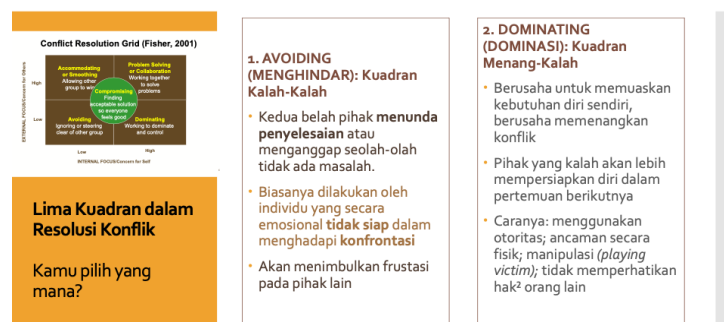 Conflict Resolution Grid (Fisher, 2001)
EXTERNAL FOCUS/Concern for Others
High
Low
Accommodating
or Smoothing
Allowing other
group to win
Problem Solving
or Collaboration
Working together
to solve
problems
Compromising
Finding
acceptable solution
so everyone
feels good
Avoiding
Ignoring or steering
clear of other group
Dominating
Working to dominate
and control
Low
High
INTERNAL FOCUS/Concern for Self
Lima Kuadran dalam
Resolusi Konflik
Kamu pilih yang
mana?
1. AVOIDING
(MENGHINDAR): Kuadran
Kalah-Kalah
• Kedua belah pihak menunda
penyelesaian atau
menganggap seolah-olah
tidak ada masalah.
• Biasanya dilakukan oleh
individu yang secara
emosional tidak siap dalam
menghadapi konfrontasi
• Akan menimbulkan frustasi
pada pihak lain
2. DOMINATING
(DOMINASI): Kuadran
Menang-Kalah
• Berusaha untuk memuaskan
kebutuhan diri sendiri,
berusaha memenangkan
konflik
• Pihak yang kalah akan lebih
mempersiapkan diri dalam
pertemuan berikutnya
• Caranya: menggunakan
otoritas; ancaman secara
fisik; manipulasi (playing
victim); tidak memperhatikan
hak² orang lain